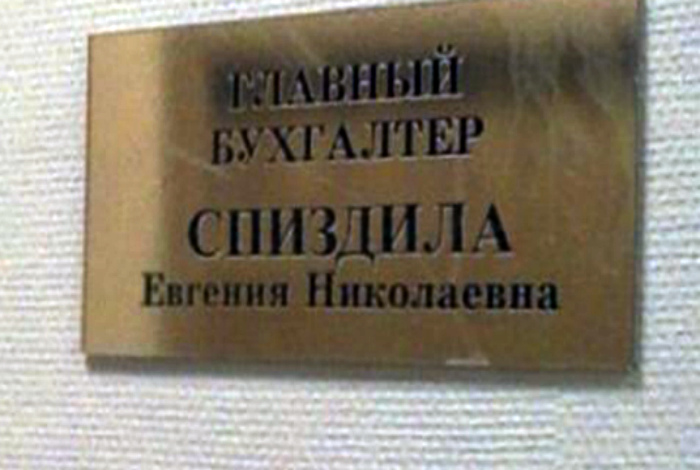 ГЛАВНЫЙ
БУХГАЛТЕР
СПИЗДИЛА
Евгения Николаевна